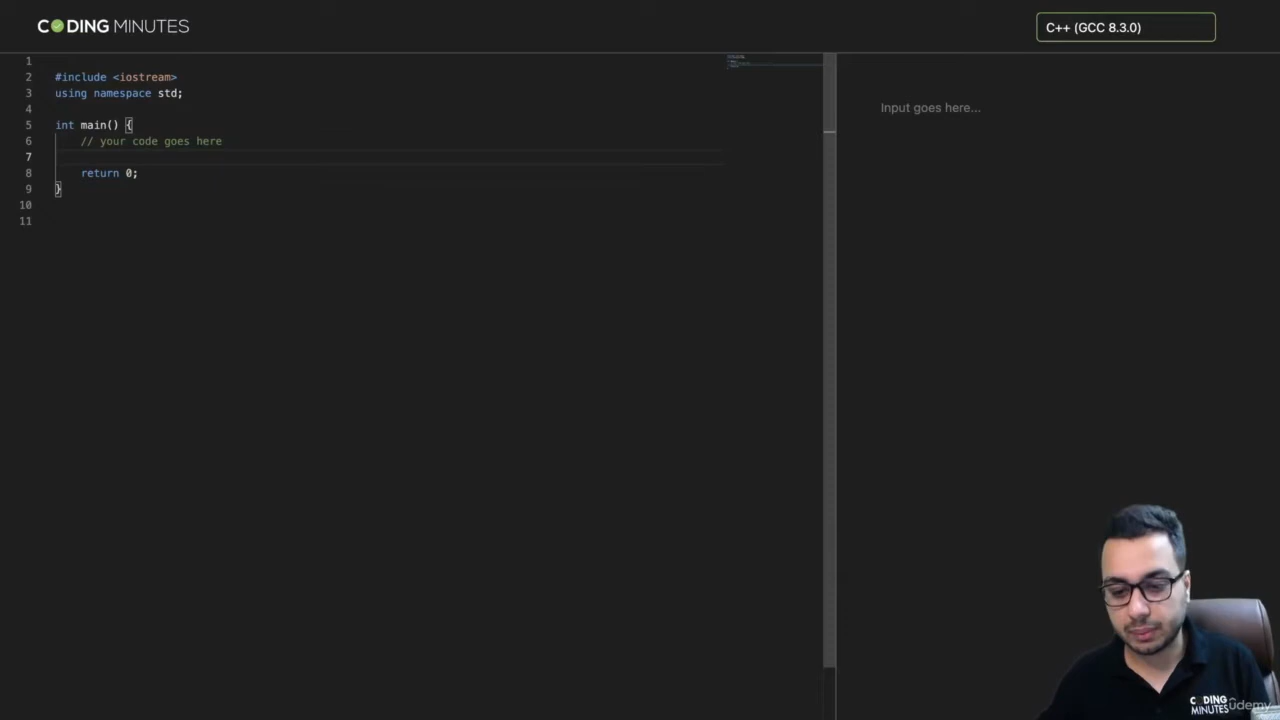 CODING MINUTES
C++ (GCC 8.3.0)
1
2 #include <iostream>
3 using namespace std;
4
5 int main() {
6 // your code goes here
7
8 return 0;
9 }
10
11
Input goes here...
CODING
MINUTES
udemy